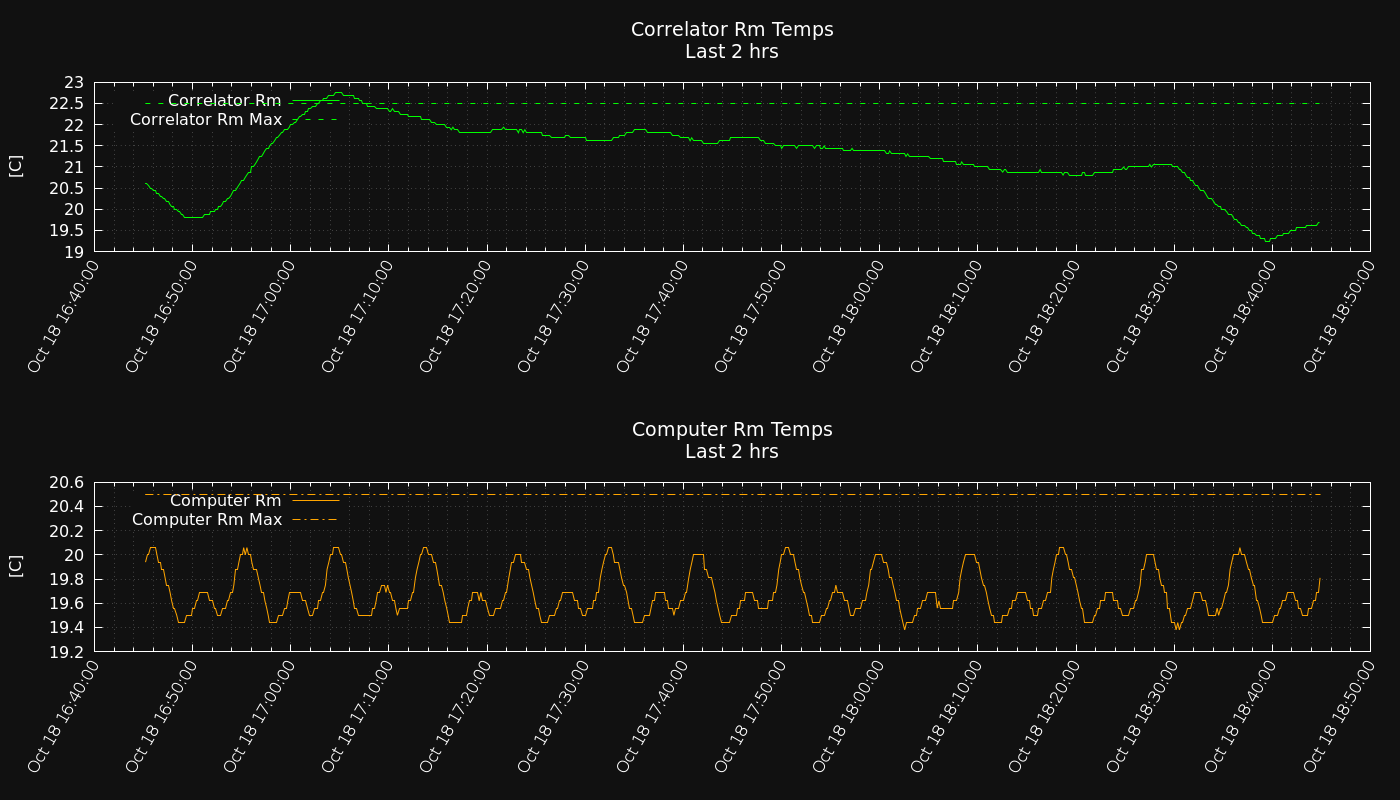 Correlator Rm Temps
Last 2 hrs
23
22.5
22
21.5
21
20.5
20
19.5
19
[C]
Correlator Rm
Correlator Rm Max
Oct 18 16:40:00
Oct 18 16:50:00
Oct 18 17:00:00
Oct 18 17:10:00
Oct 18 17:20:00
Oct 18 17:30:00
Oct 18 17:40:00
Oct 18 17:50:00
Oct 18 18:00:00
Oct 18 18:10:00
Oct 18 18:20:00
Oct 18 18:30:00
Oct 18 18:40:00
Oct 18 18:50:00
Computer Rm Temps
Last 2 hrs
20.6
20.4
20.2
20
19.8
19.6
19.4
19.2
[C]
Computer Rm
Computer Rm Max
Oct 18 16:40:00
Oct 18 16:50:00
Oct 18 17:00:00
Oct 18 17:10:00
Oct 18 17:20:00
Oct 18 17:30:00
Oct 18 17:40:00
Oct 18 17:50:00
Oct 18 18:00:00
Oct 18 18:10:00
Oct 18 18:20:00
Oct 18 18:30:00
Oct 18 18:40:00
Oct 18 18:50:00